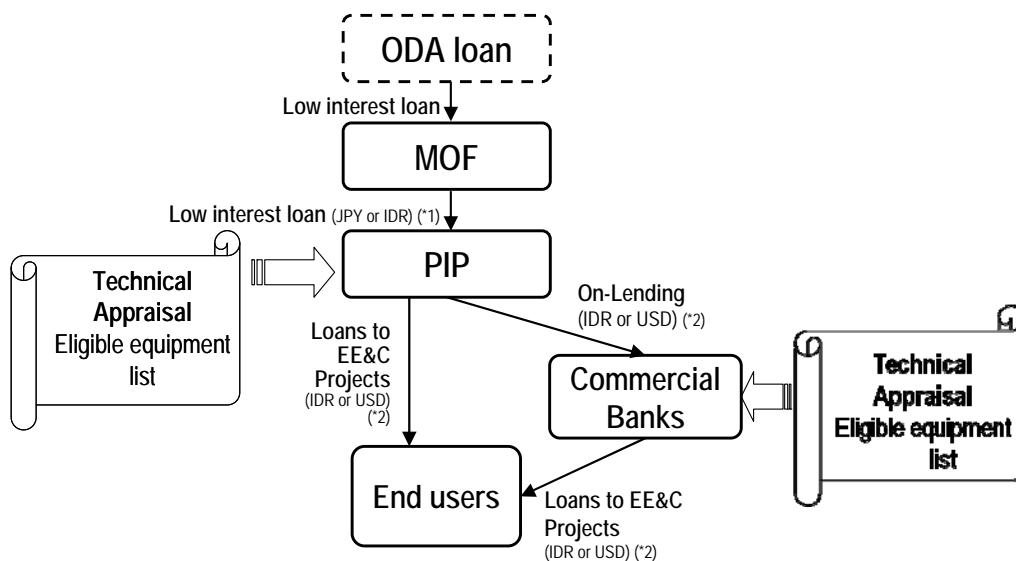 ODA loan
Low interest loan
MOF
Low interest loan (JPY or IDR) (*1)
PIP
Technical
Appraisal
Eligible equipment
list
On-Lending
(IDR or USD) (*2)
Loans to
EE&C
Projects
(IDR or USD)
(*2)
Commercial
Banks
Technical
Appraisal
Eligible equipment
list
End users
Loans to EE&C
Projects
(IDR or USD) (*2)